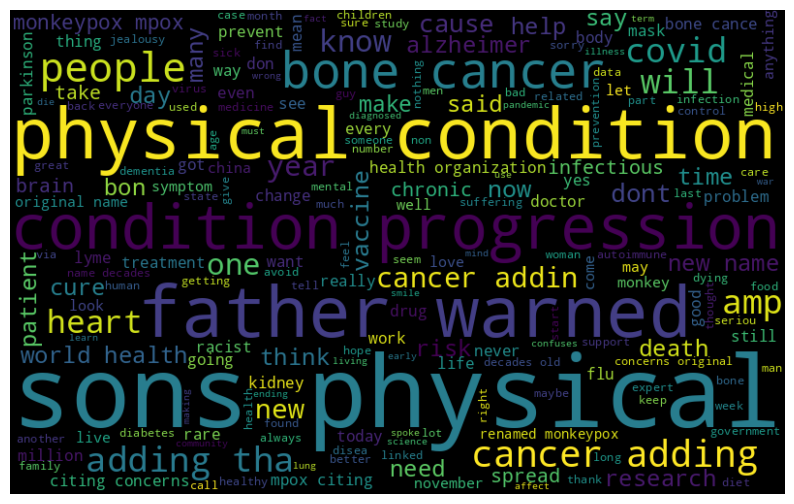 monkeypox mpox case month children sure study fact term say mask bone cance
thing jealousy prevent cause help mean body sorry illness anything
parkinson people many don know alzheimer covid
take way sick find bone cancer nothing men bad data will medical
die back everyone virus used wrong day even medicine see guy make said pandemic related prevention let part infection high
physical condition
diagnosed someone every number non control
great age must year health organization infectious care war
brain dementia got china use yes time
bon symptom give state mental change chronic now doctor dont last problem
original name much suffering well
condition progression
via lyme treatment feel vaccine want seem love mind woman autoimmune
name decades avoid really come may new name
patient cure one getting tell cancer addin monkey dying food
look human smile drug good thought seriou amp
heart father warned
learn racist work risk start confuses support death still
world health going think hope early never life decades old concerns original man
living flu
sons physical
kidney health maybe expert bone
making new ending found right keep week
another live diabetes rare always today spoke lot renamed monkeypox government
million adding tha disea science linked need cancer adding
family community lung better november spread long thank diet research
citing concerns call healthy mpox citing affect